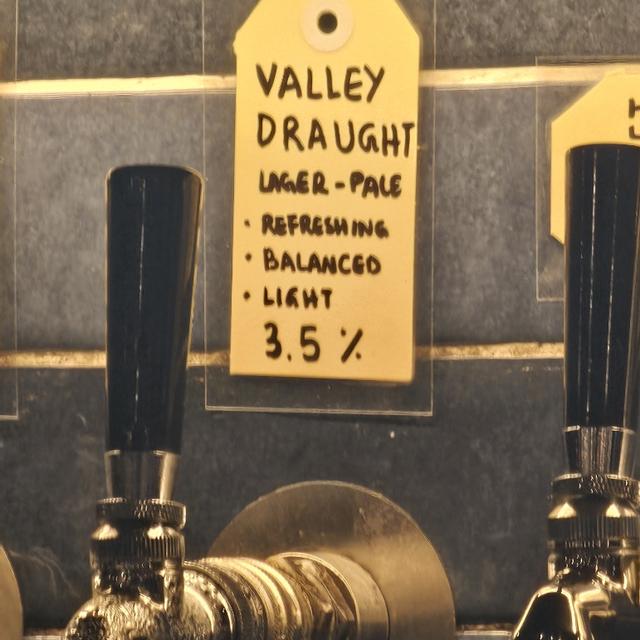 VALLEY
DRAUGHT
LAGER - PALE
• REFRESHING
• BALANCED
• LIGHT
3.5 %